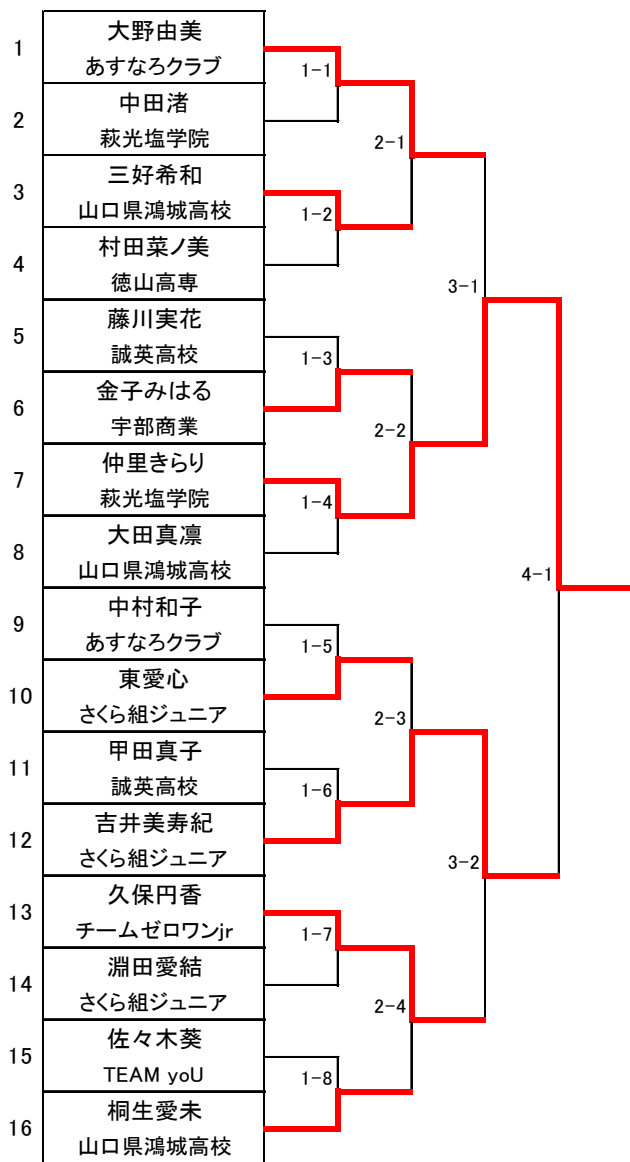 1
大野由美
あすなろクラブ
1-1
2
中田渚
萩光塩学院
2-1
3
三好希和
山口県鴻城高校
1-2
4
村田菜ノ美
徳山高専
3-1
5
藤川実花
誠英高校
1-3
6
金子みはる
宇部商業
2-2
7
仲里きらり
萩光塩学院
1-4
8
大田真凛
山口県鴻城高校
4-1
9
中村和子
あすなろクラブ
1-5
10
東愛心
さくら組ジュニア
2-3
11
甲田真子
誠英高校
1-6
12
吉井美寿紀
さくら組ジュニア
3-2
13
久保円香
チームゼロワンjr
1-7
14
淵田愛結
さくら組ジュニア
2-4
15
佐々木葵
TEAM yoU
1-8
16
桐生愛未
山口県鴻城高校